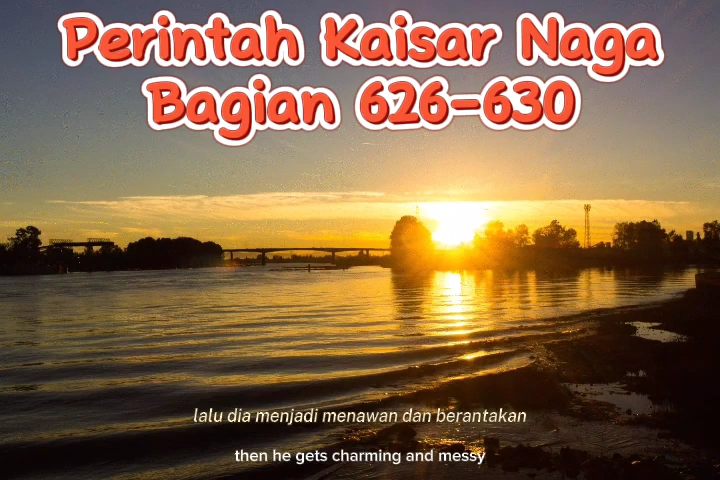 Perintah Kaisar Naga
Bagian 626-630
lalu dia menjadi menawan dan berantakan
then he gets charming and messy